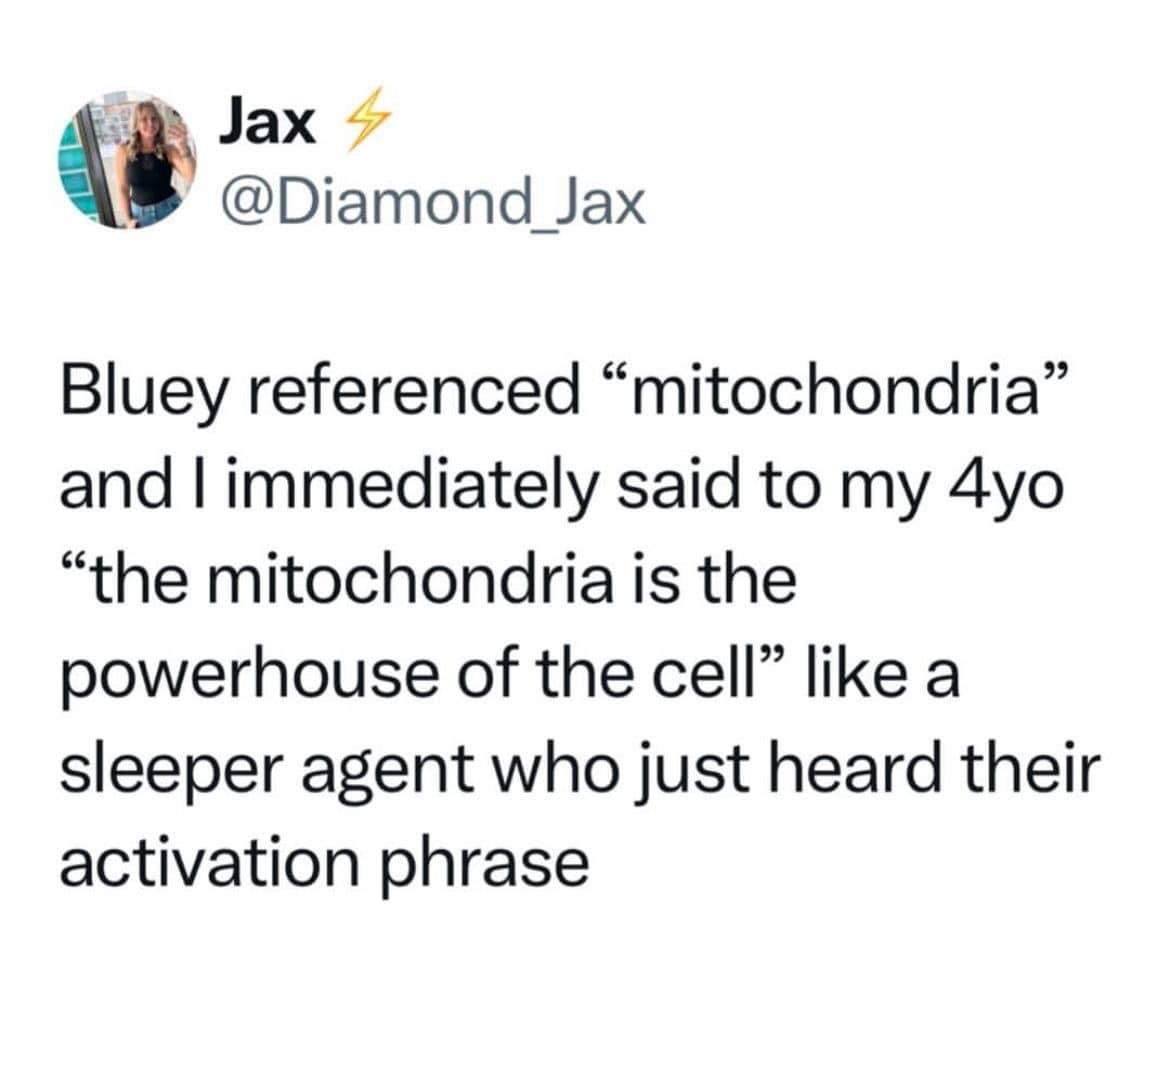 Jax ⚡
@Diamond_Jax
Bluey referenced “mitochondria”
and I immediately said to my 4yo
“the mitochondria is the
powerhouse of the cell” like a
sleeper agent who just heard their
activation phrase